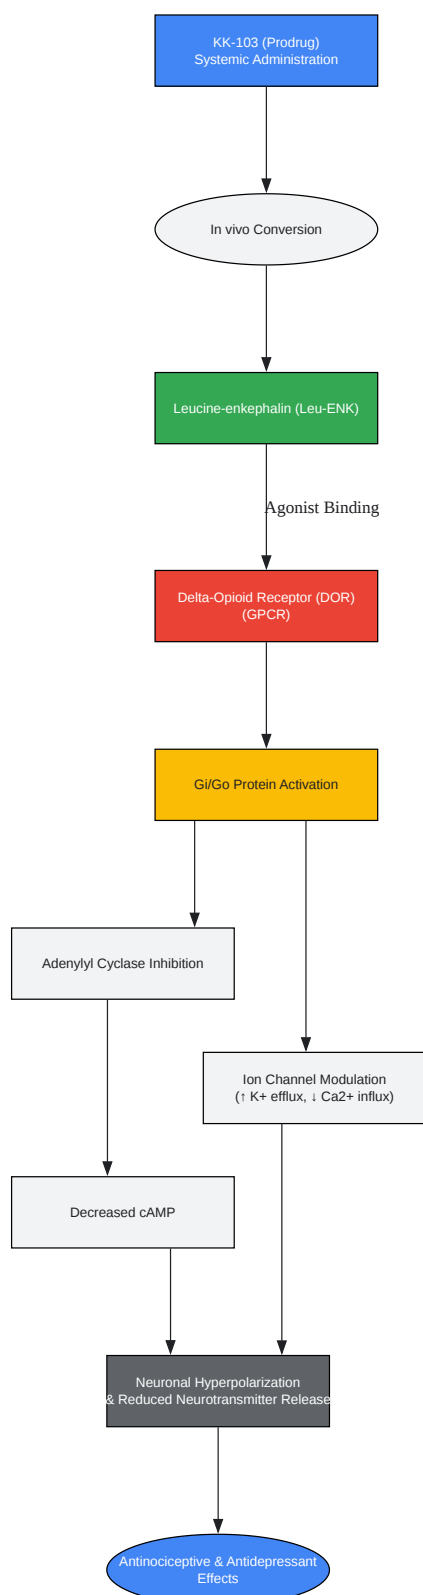 KK-103 (Prodrug)
Systemic Administration
In vivo Conversion
Leucine-enkephalin (Leu-ENK)
Agonist Binding
Delta-Opioid Receptor (DOR)
(GPCR)
Gi/Go Protein Activation
Adenylyl Cyclase Inhibition
Ion Channel Modulation
(↑ K+ efflux, ↓ Ca2+ influx)
Decreased cAMP
Neuronal Hyperpolarization
& Reduced Neurotransmitter Release
Antinociceptive & Antidepressant
Effects